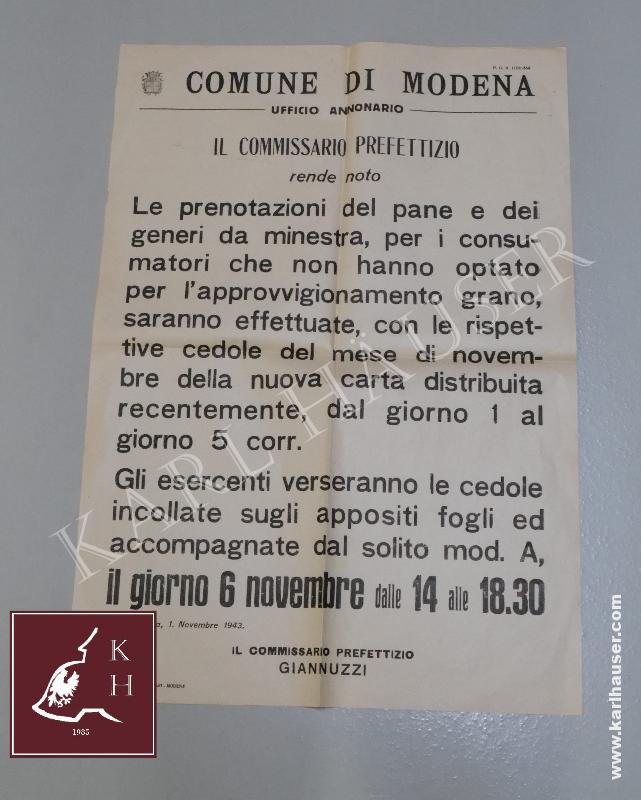 COMUNE DI MODENA
UFFICIO ANNONARIO
IL COMMISSARIO PREFETTIZIO
rende noto
Le prenotazioni del pane e dei
generi da minestra, per i consu-
matori che non hanno optato
per l'approvvigionamento grano,
saranno effettuate, con le rispet-
tive cedole del mese di novem-
bre della nuova carta distribuita
recentemente, dal giorno 1 al
giorno 5 corr.
Gli esercenti verseranno le cedole
incollate sugli appositi fogli ed
accompagnate dal solito mod. A,
il giorno 6 novembre dalle 14 alle 18.30
1. Novembre 1943.
IL COMMISSARIO PREFETTIZIO
GIANNUZZI
MODENA
KARL HÄUSER
K
H
1985
www.karlhauser.com